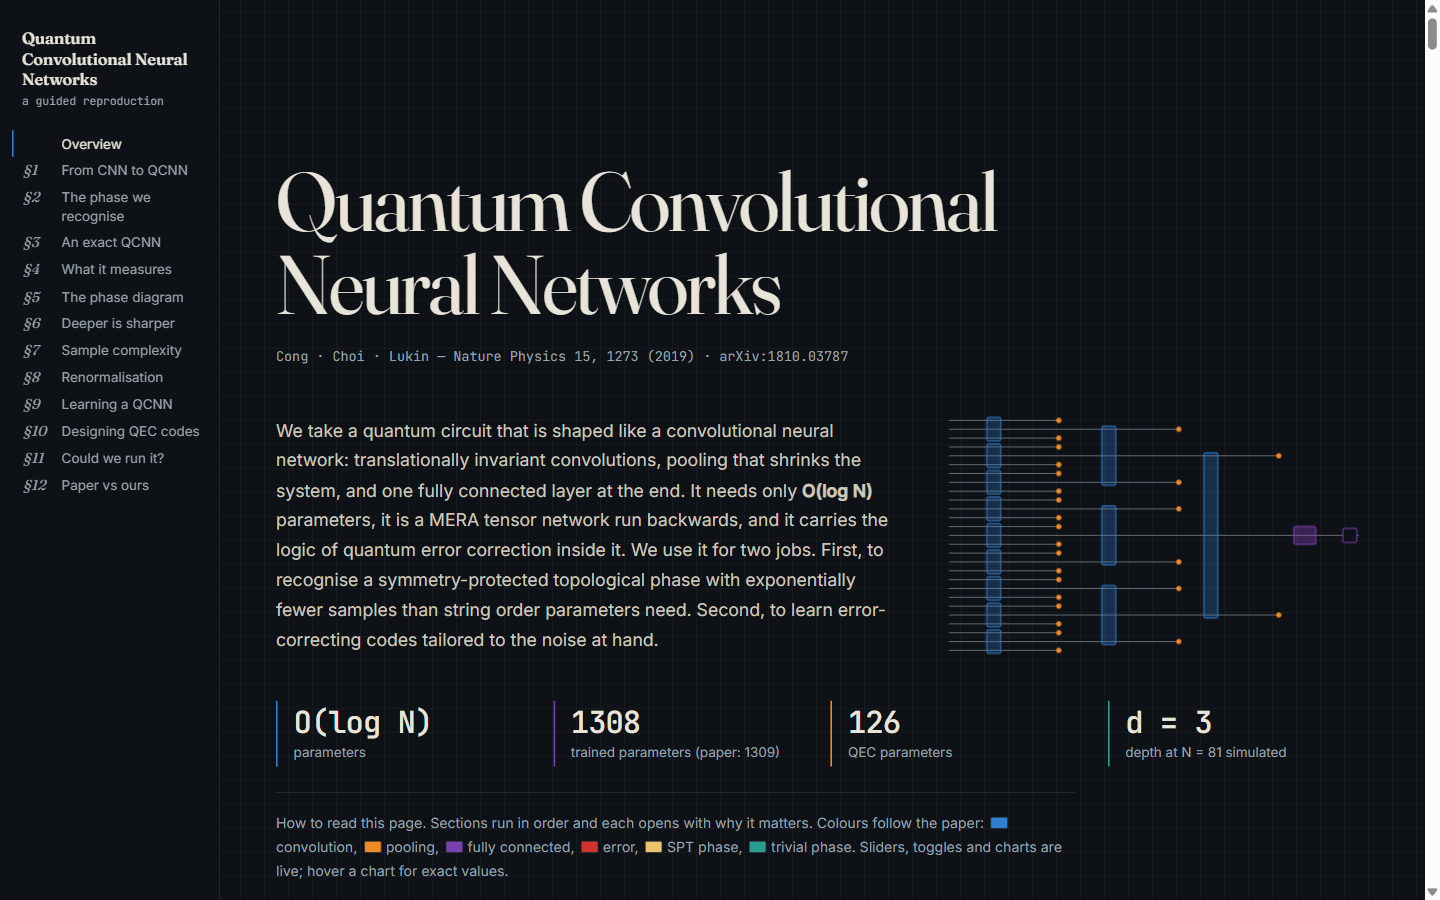 Quantum
Convolutional Neural
Networks
a guided reproduction
Overview
§1 From CNN to QCNN
§2 The phase we
recognise
§3 An exact QCNN
§4 What it measures
§5 The phase diagram
§6 Deeper is sharper
§7 Sample complexity
§8 Renormalisation
§9 Learning a QCNN
§10 Designing QEC codes
§11 Could we run it?
§12 Paper vs ours
Quantum Convolutional
Neural Networks
Cong · Choi · Lukin — Nature Physics 15, 1273 (2019) · arXiv:1810.03787
We take a quantum circuit that is shaped like a convolutional neural
network: translationally invariant convolutions, pooling that shrinks the
system, and one fully connected layer at the end. It needs only O(log N)
parameters, it is a MERA tensor network run backwards, and it carries the
logic of quantum error correction inside it. We use it for two jobs. First, to
recognise a symmetry-protected topological phase with exponentially
fewer samples than string order parameters need. Second, to learn error-
correcting codes tailored to the noise at hand.
O(log N)
parameters
1308
trained parameters (paper: 1309)
126
QEC parameters
d = 3
depth at N = 81 simulated
How to read this page. Sections run in order and each opens with why it matters. Colours follow the paper:
convolution, pooling, fully connected, error, SPT phase, trivial phase. Sliders, toggles and charts are
live; hover a chart for exact values.